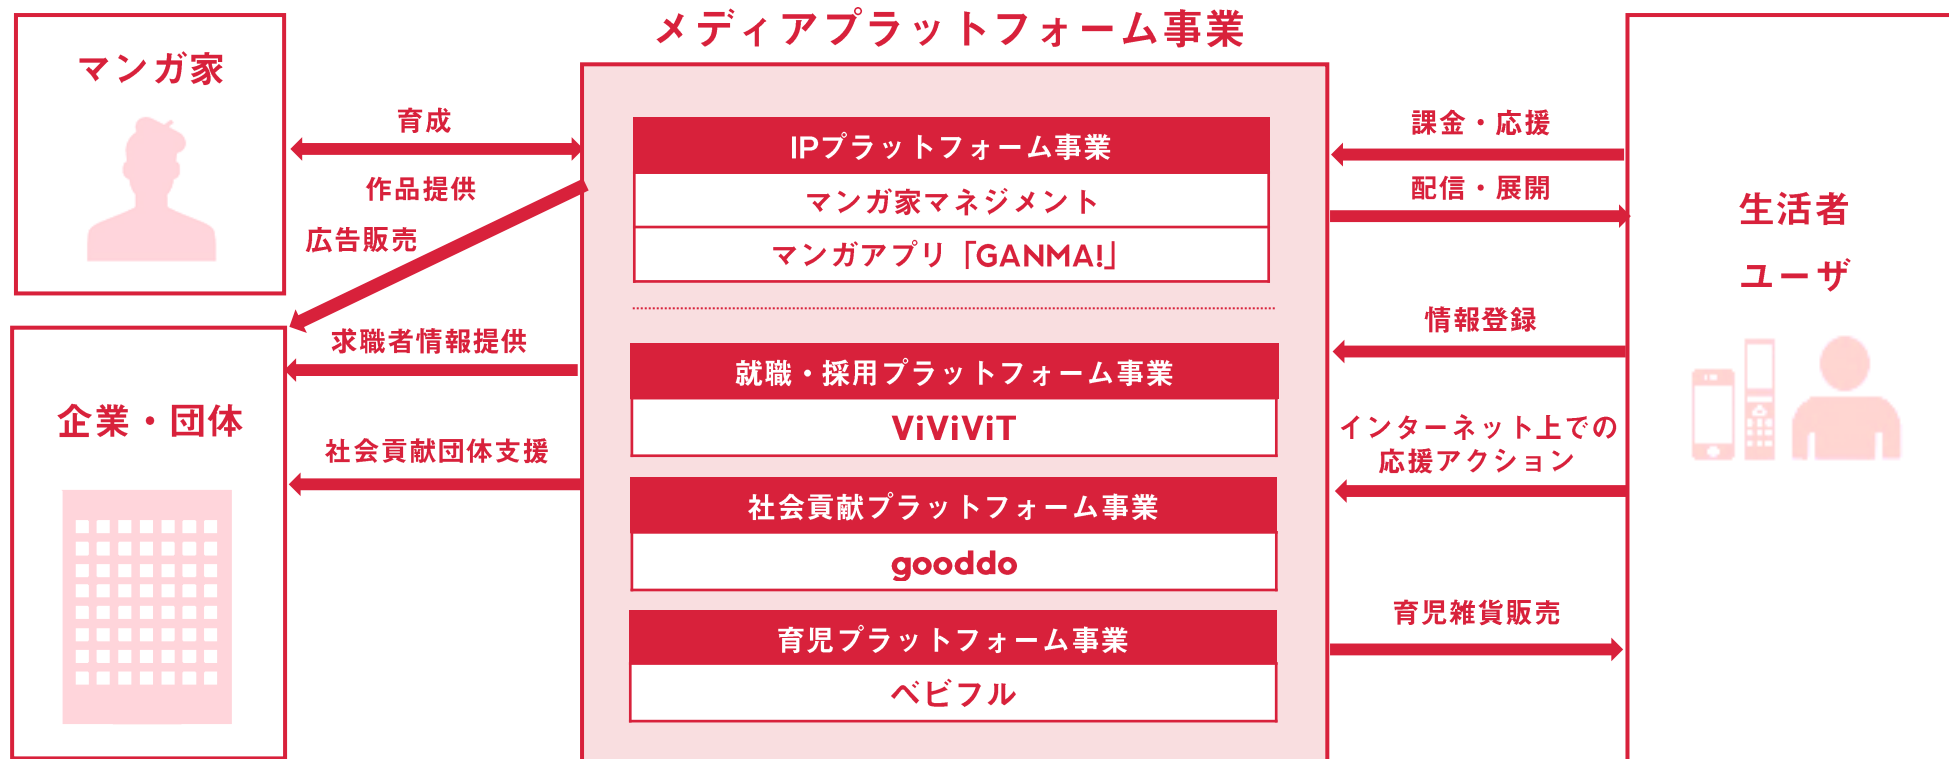 メディアプラットフォーム事業
マンガ家
育成
作品提供
広告販売
求職者情報提供
企業・団体
社会貢献団体支援
IPプラットフォーム事業
マンガ家マネジメント
マンガアプリ「GANMA!」
就職・採用プラットフォーム事業
ViViViT
社会貢献プラットフォーム事業
gooddo
育児プラットフォーム事業
ベビフル
課金・応援
配信・展開
情報登録
インターネット上での
応援アクション
育児雑貨販売
生活者
ユーザ